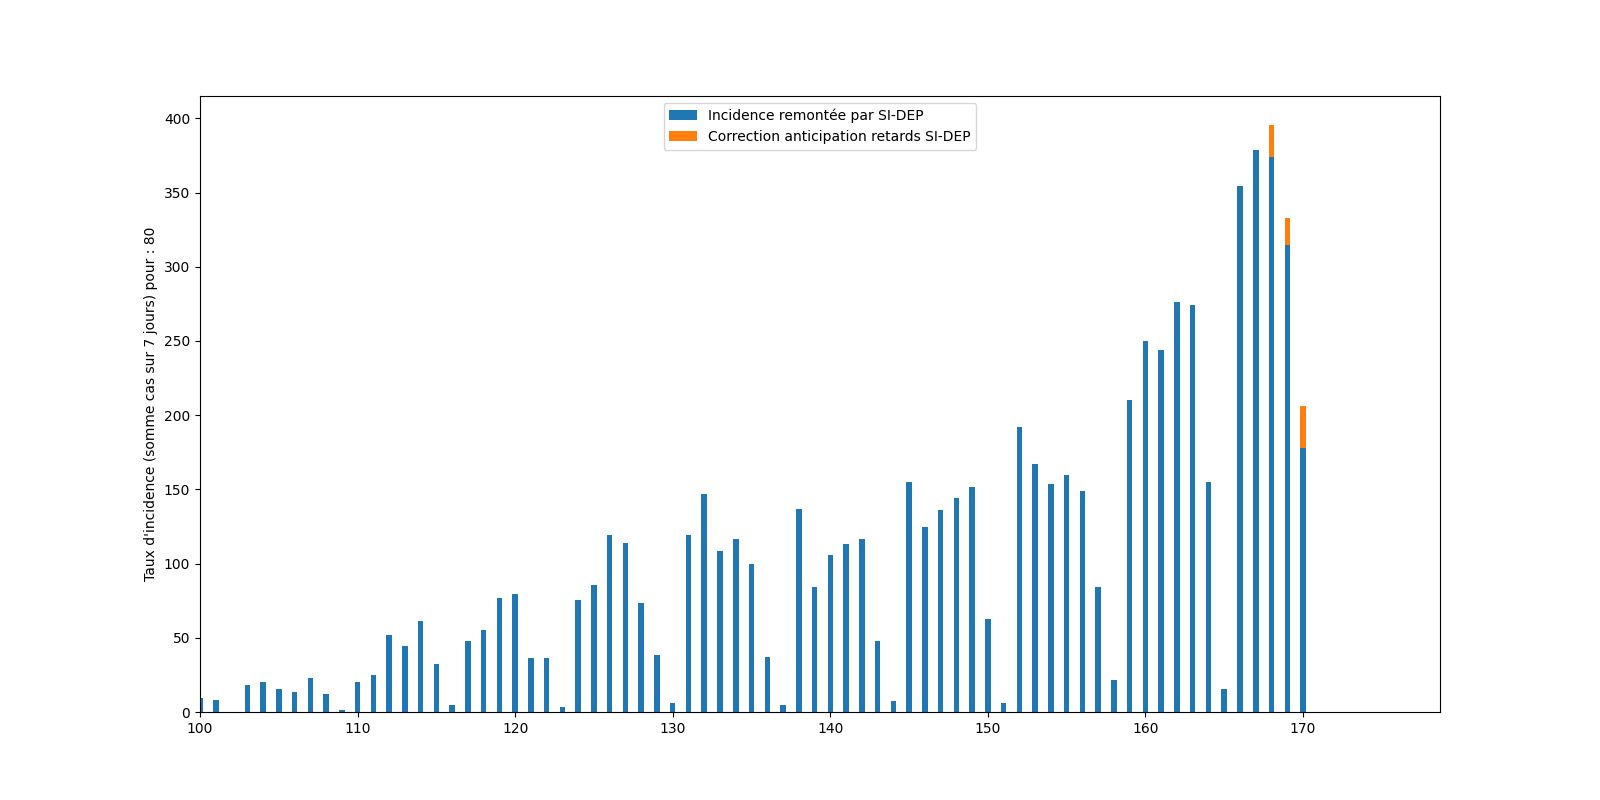 Incidence remontée par SI-DEP
Correction anticipation retards SI-DEP
Taux d'incidence (somme cas sur 7 jours) pour : 80
400
350
300
250
200
150
100
50
0
100 110 120 130 140 150 160 170